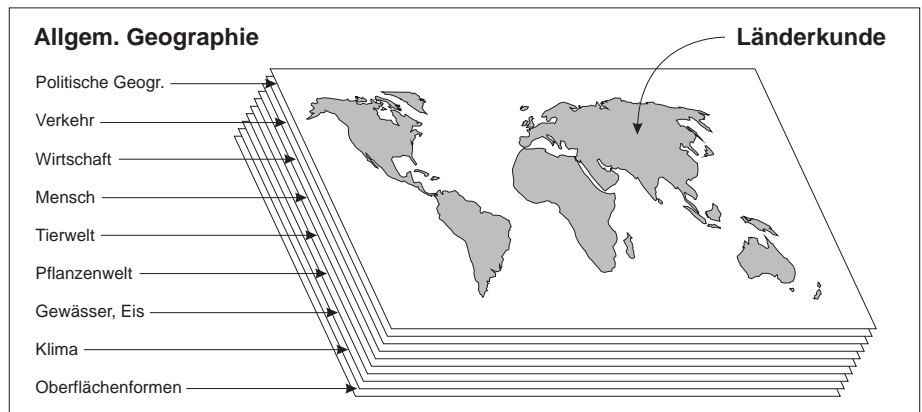 Allgem. Geographie
Länderkunde
Politische Geogr.
Verkehr
Wirtschaft
Mensch
Tierwelt
Pflanzenwelt
Gewässer, Eis
Klima
Oberflächenformen